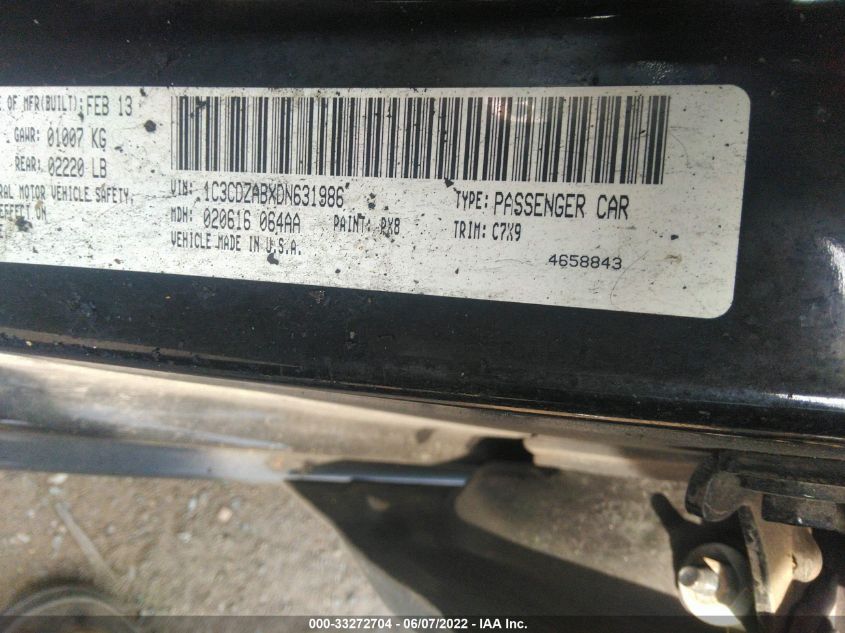 E OF MFR(BUILT): FEB 13
GAWR: 01007 KG
REAR: 02220 LB
RAL MOTOR VEHICLE SAFETY,
EFFECT ON
VIN: 1C3CDZABXDN631986
TYPE: PASSENGER CAR
MDH: 020616 064AA PAINT: PX8 TRIM: C7X9
VEHICLE MADE IN U.S.A.
4658843
000-33272704 - 06/07/2022 - IAA Inc.